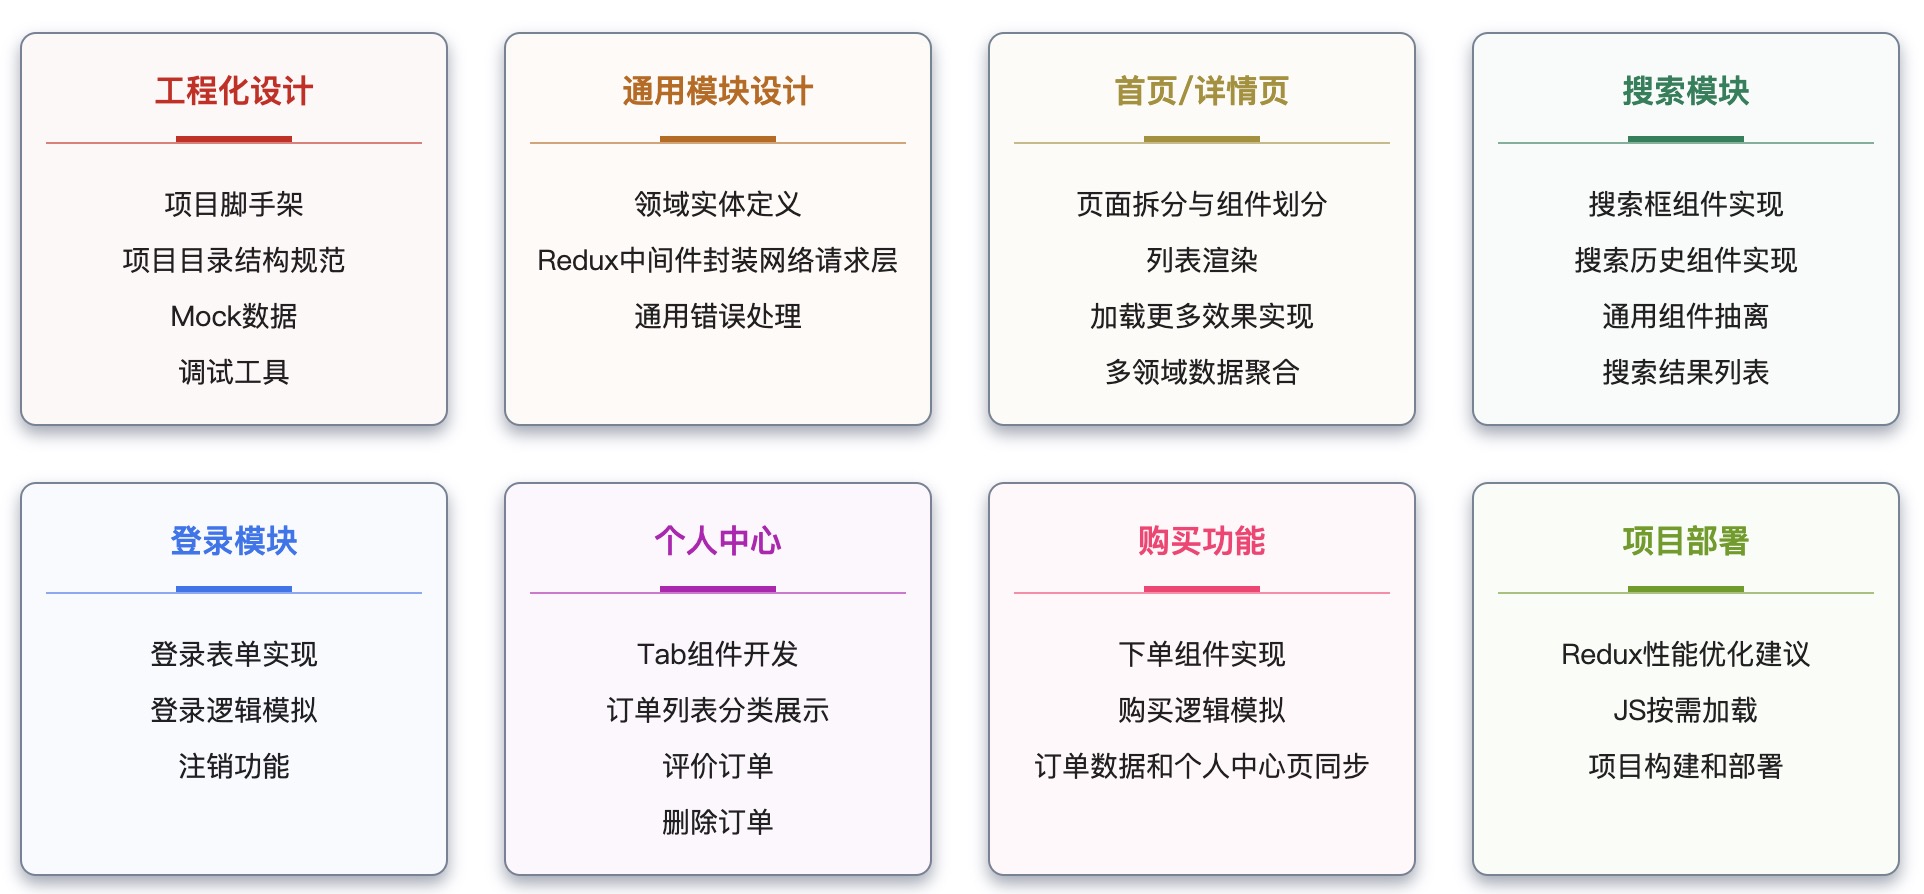 工程化设计
项目脚手架
项目目录结构规范
Mock数据
调试工具
通用模块设计
领域实体定义
Redux中间件封装网络请求层
通用错误处理
首页/详情页
页面拆分与组件划分
列表渲染
加载更多效果实现
多领域数据聚合
搜索模块
搜索框组件实现
搜索历史组件实现
通用组件抽离
搜索结果列表
登录模块
登录表单实现
登录逻辑模拟
注销功能
个人中心
Tab组件开发
订单列表分类展示
评价订单
删除订单
购买功能
下单组件实现
购买逻辑模拟
订单数据和个人中心页同步
项目部署
Redux性能优化建议
JS按需加载
项目构建和部署